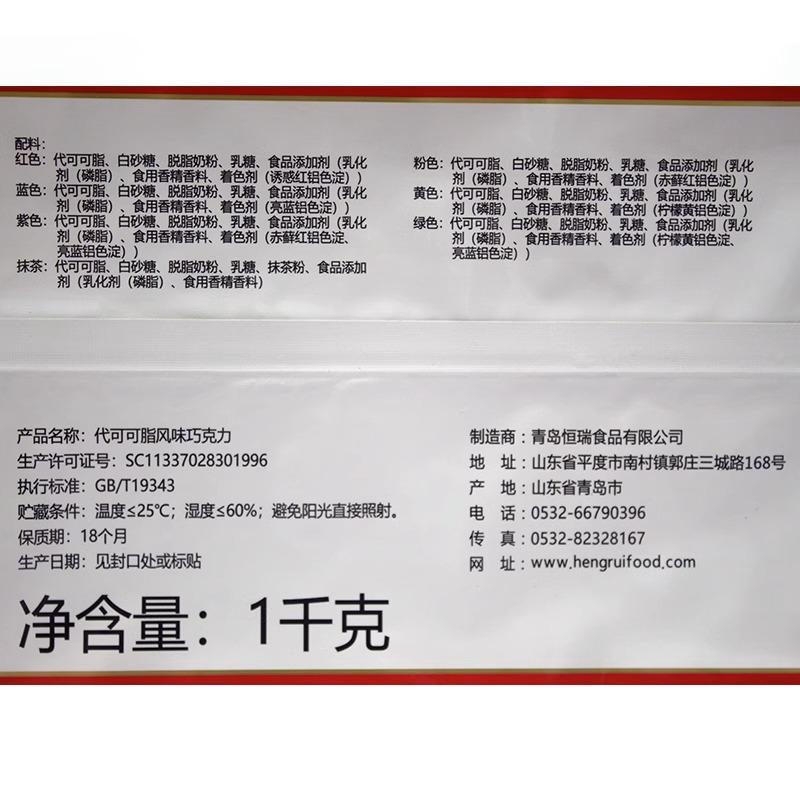 配料：
红色：代可可脂、白砂糖、脱脂奶粉、乳糖、食品添加剂（乳化
剂（磷脂）、食用香精香料、着色剂（诱惑红铝色淀））
蓝色：代可可脂、白砂糖、脱脂奶粉、乳糖、食品添加剂（乳化
剂（磷脂）、食用香精香料、着色剂（亮蓝铝色淀））
紫色：代可可脂、白砂糖、脱脂奶粉、乳糖、食品添加剂（乳化
剂（磷脂）、食用香精香料、着色剂（赤藓红铝色淀、
亮蓝铝色淀））
抹茶：代可可脂、白砂糖、脱脂奶粉、乳糖、抹茶粉、食品添加
剂（乳化剂（磷脂）、食用香精香料）
粉色：代可可脂、白砂糖、脱脂奶粉、乳糖、食品添加剂（乳化
剂（磷脂）、食用香精香料、着色剂（赤藓红铝色淀））
黄色：代可可脂、白砂糖、脱脂奶粉、乳糖、食品添加剂（乳化
剂（磷脂）、食用香精香料、着色剂（柠檬黄铝色淀））
绿色：代可可脂、白砂糖、脱脂奶粉、乳糖、食品添加剂（乳化
剂（磷脂）、食用香精香料、着色剂（柠檬黄铝色淀、
亮蓝铝色淀））
产品名称：代可可脂风味巧克力
生产许可证号：SC11337028301996
执行标准：GB/T19343
贮藏条件：温度≤25℃；湿度≤60%；避免阳光直接照射。
保质期：18个月
生产日期：见封口处或标贴
净含量：1千克
制造商：青岛恒瑞食品有限公司
地 址：山东省平度市南村镇郭庄三城路168号
产 地：山东省青岛市
电 话：0532-66790396
传 真：0532-82328167
网 址：www.hengruifood.com